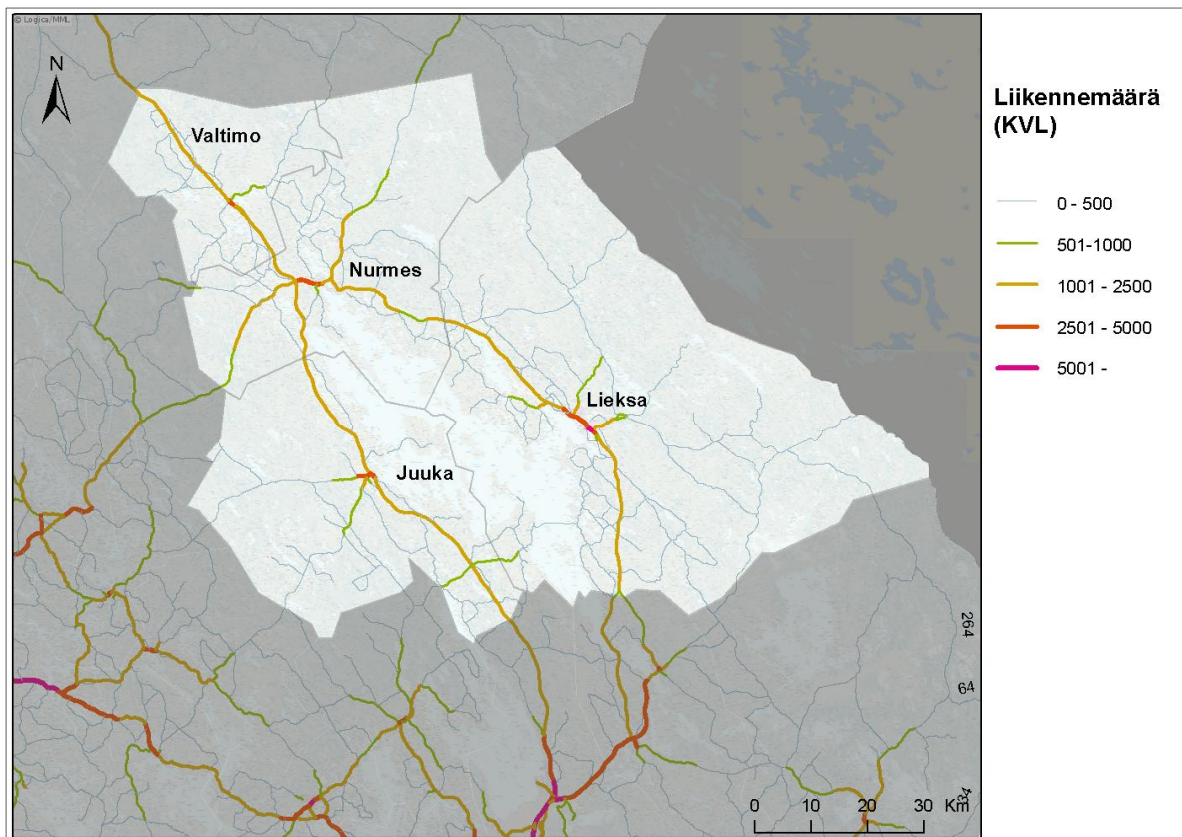 © Logica/MML
N
Valtimo
Nurmes
Lieksa
Juuka
264
64
34
0 10 20 30 Km
Liikennemäärä
(KVL)
0 - 500
501-1000
1001 - 2500
2501 - 5000
5001 -